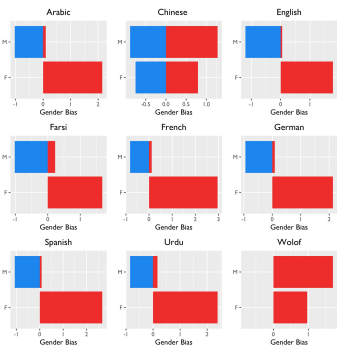 Arabic Chinese English
M M M
F F F
-1 0 1 2 -0.5 0.0 0.5 1.0 -1 0 1
Gender Bias Gender Bias Gender Bias
Farsi French German
M M M
F F F
-1 0 1 -1 0 1 2 3 -1 0 1 2
Gender Bias Gender Bias Gender Bias
Spanish Urdu Wolof
M M M
F F F
-1 0 1 2 -1 0 1 2 0 1
Gender Bias Gender Bias Gender Bias